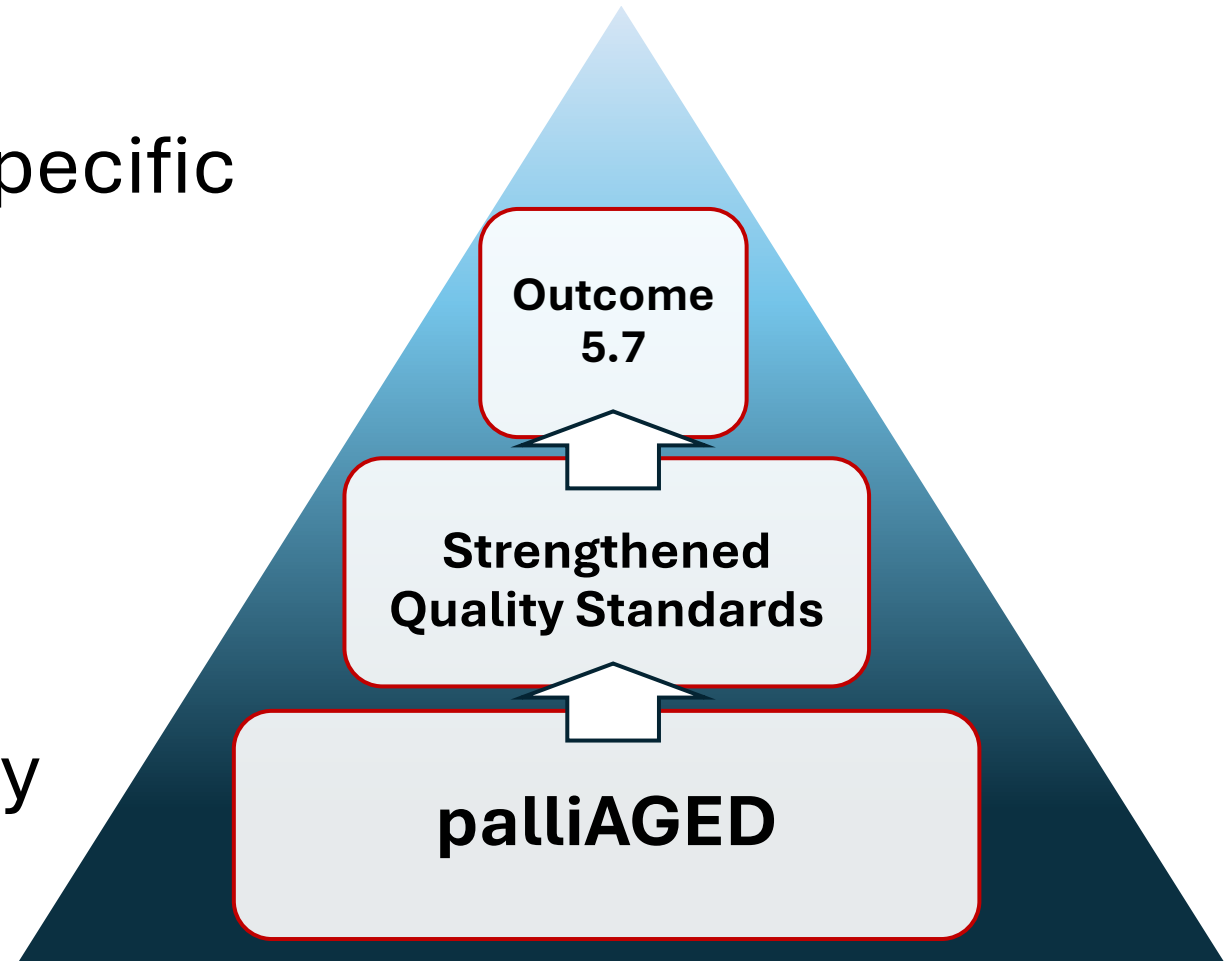 pecific
Outcome
5.7
Strengthened
Quality Standards
y
palliAGED